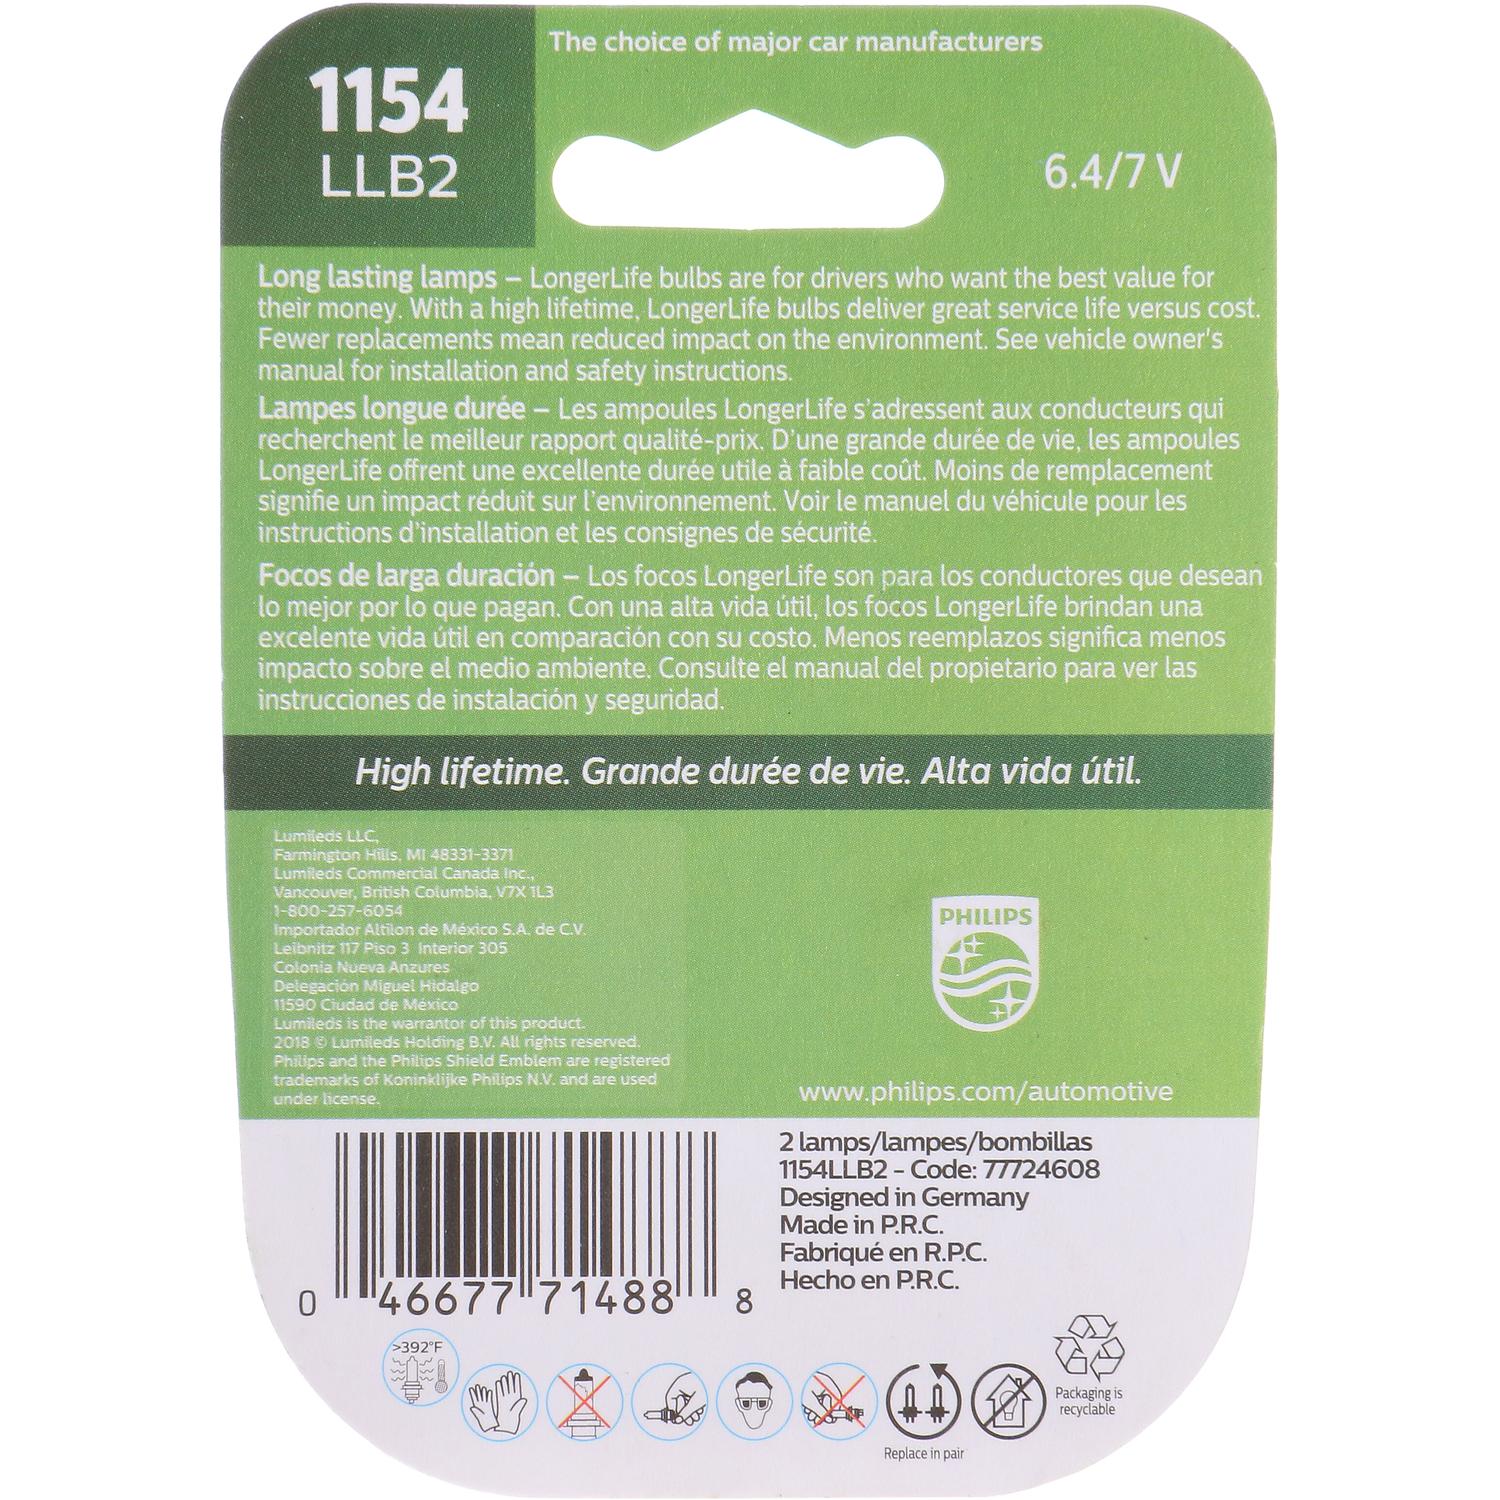 The choice of major car manufacturers
1154
LLB2
6.4/7 V
Long lasting lamps – LongerLife bulbs are for drivers who want the best value for
their money. With a high lifetime, LongerLife bulbs deliver great service life versus cost.
Fewer replacements mean reduced impact on the environment. See vehicle owner's
manual for installation and safety instructions.
Lampes longue durée – Les ampoules LongerLife s'adressent aux conducteurs qui
recherchent le meilleur rapport qualité-prix. D'une grande durée de vie, les ampoules
LongerLife offrent une excellente durée utile à faible coût. Moins de remplacement
signifie un impact réduit sur l'environnement. Voir le manuel du véhicule pour les
instructions d'installation et les consignes de sécurité.
Focos de larga duración – Los focos LongerLife son para los conductores que desean
lo mejor por lo que pagan. Con una alta vida útil, los focos LongerLife brindan una
excelente vida útil en comparación con su costo. Menos reemplazos significa menos
impacto sobre el medio ambiente. Consulte el manual del propietario para ver las
instrucciones de instalación y seguridad.
High lifetime. Grande durée de vie. Alta vida útil.
Lumileds LLC,
Farmington Hills, MI 48331-3371
Lumileds Commercial Canada Inc.,
Vancouver, British Columbia, V7X 1L3
1-800-257-6054
Importador Altilon de México S.A. de C.V.
Leibnitz 117 Piso 3 Interior 305
Colonia Nueva Anzures
Delegación Miguel Hidalgo
11590 Ciudad de México
Lumileds is the warrantor of this product.
2018 © Lumileds Holding B.V. All rights reserved.
Philips and the Philips Shield Emblem are registered
trademarks of Koninklijke Philips N.V. and are used
under license.
PHILIPS
www.philips.com/automotive
2 lamps/lampes/bombillas
1154LLB2 - Code: 77724608
Designed in Germany
Made in P.R.C.
Fabriqué en R.P.C.
Hecho en P.R.C.
0 46677 71488 8
>392°F
Replace in pair
Packaging is
recyclable